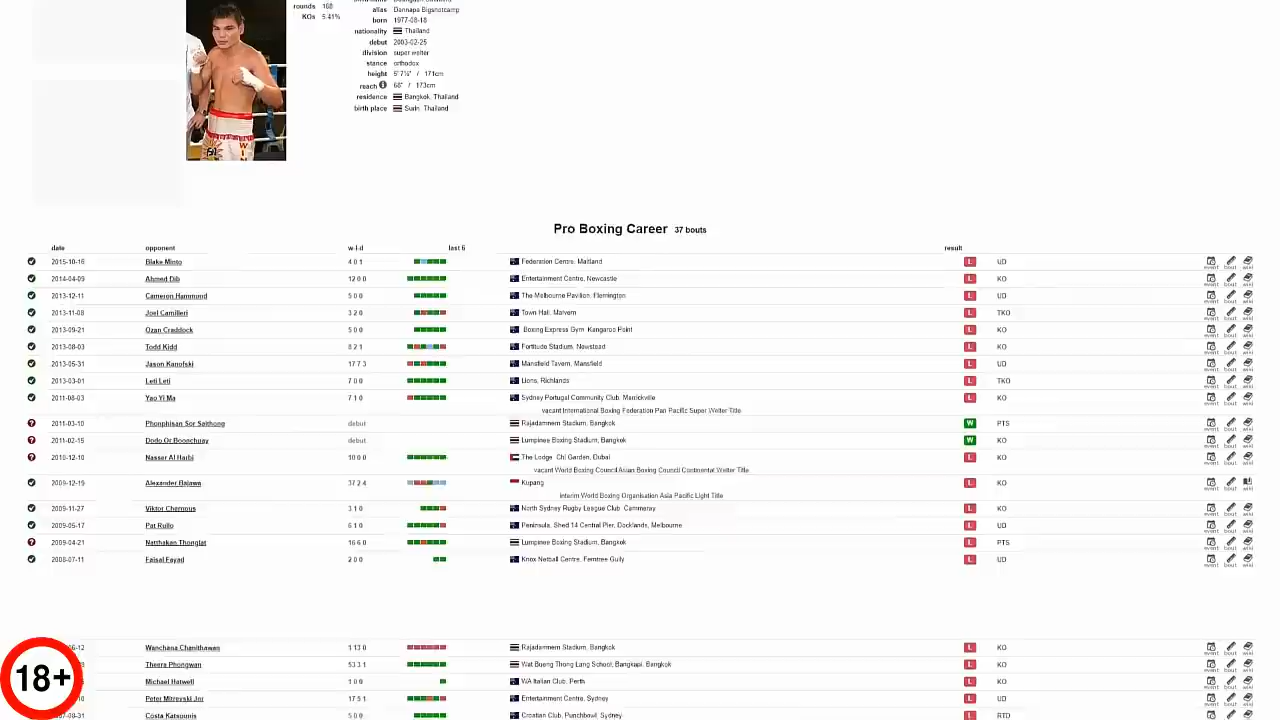 rounds 168
KOs 5.41%
alias Dannapa Bigshotcamp
born 1977-08-18
nationality Thailand
debut 2003-02-25
division super welter
stance orthodox
height 5′ 7½″ / 171cm
reach 68″ / 173cm
residence Bangkok, Thailand
birth place Surin, Thailand
Pro Boxing Career 37 bouts
date opponent w-l-d last 6 result
2015-10-16 Blake Minto 4 0 1 Federation Centre, Maitland L UD
2014-04-09 Ahmed Dib 12 0 0 Entertainment Centre, Newcastle L KO
2013-12-11 Cameron Hammond 5 0 0 The Melbourne Pavilion, Flemington L UD
2013-11-08 Joel Camilleri 3 2 0 Town Hall, Malvern L TKO
2013-09-21 Ozan Craddock 5 0 0 Boxing Express Gym, Kangaroo Point L KO
2013-08-03 Todd Kidd 8 2 1 Fortitude Stadium, Newstead L KO
2013-05-31 Jason Kanofski 17 7 3 Mansfield Tavern, Mansfield L UD
2013-03-01 Leti Leti 7 0 0 Lions, Richlands L TKO
2011-08-03 Yao Yi Ma 7 1 0 Sydney Portugal Community Club, Marrickville L KO
vacant International Boxing Federation Pan Pacific Super Welter Title
2011-03-10 Phonphisan Sor Saithong debut Rajadamnern Stadium, Bangkok W PTS
2011-02-15 Dodo Or Boonchuay debut Lumpinee Boxing Stadium, Bangkok W KO
2010-12-10 Nasser Al Harbi 10 0 0 The Lodge, Chi Garden, Dubai L KO
vacant World Boxing Council Asian Boxing Council Continental Welter Title
2009-12-19 Alexander Bajawa 37 2 4 Kupang L KO
interim World Boxing Organisation Asia Pacific Light Title
2009-11-27 Viktor Chernous 3 1 0 North Sydney Rugby League Club, Cammeray L KO
2009-05-17 Pat Rullo 6 1 0 Peninsula, Shed 14 Central Pier, Docklands, Melbourne L UD
2009-04-21 Natthakan Thonglat 16 6 0 Lumpinee Boxing Stadium, Bangkok L PTS
2008-07-11 Faisal Fayad 2 0 0 Knox Netball Centre, Ferntree Gully L UD
Wanchana Chanithawan 1 13 0 Rajadamnern Stadium, Bangkok L KO
Theera Phongwan 53 3 1 Wat Bueng Thong Lang School, Bangkapi, Bangkok L KO
Michael Hatwell 1 0 0 WA Italian Club, Perth L KO
Peter Mitrevski Jnr 17 5 1 Entertainment Centre, Sydney L UD
Costa Katsounis 5 0 0 Croatian Club, Punchbowl, Sydney L RTD
18+